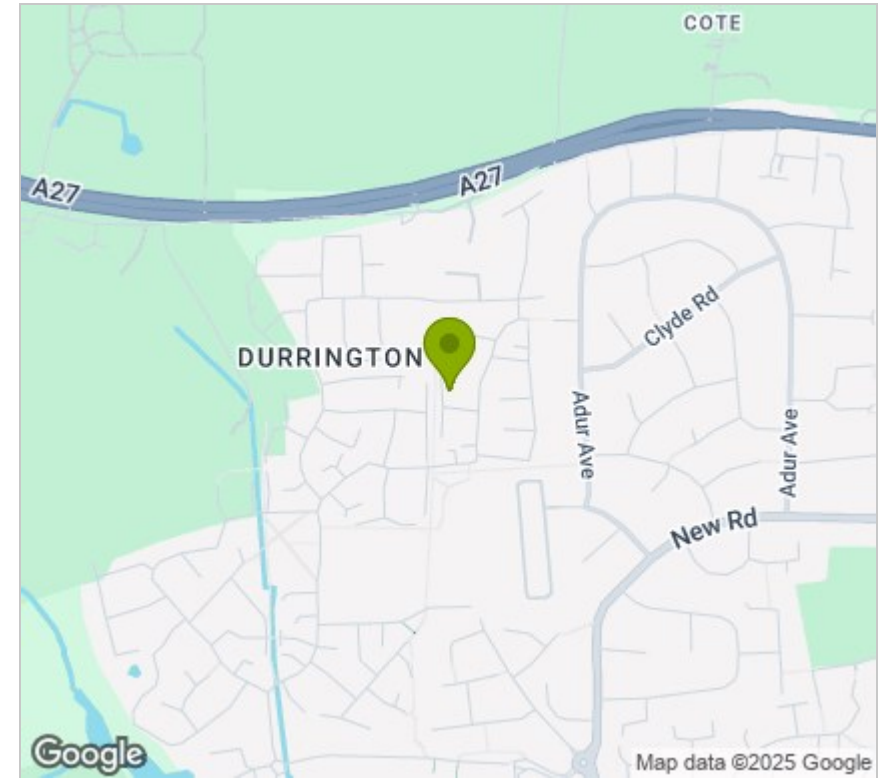 COTE
A27
A27
Clyde Rd
DURRINGTON
Adur Ave
Adur Ave
New Rd
Google
Map data ©2025 Google